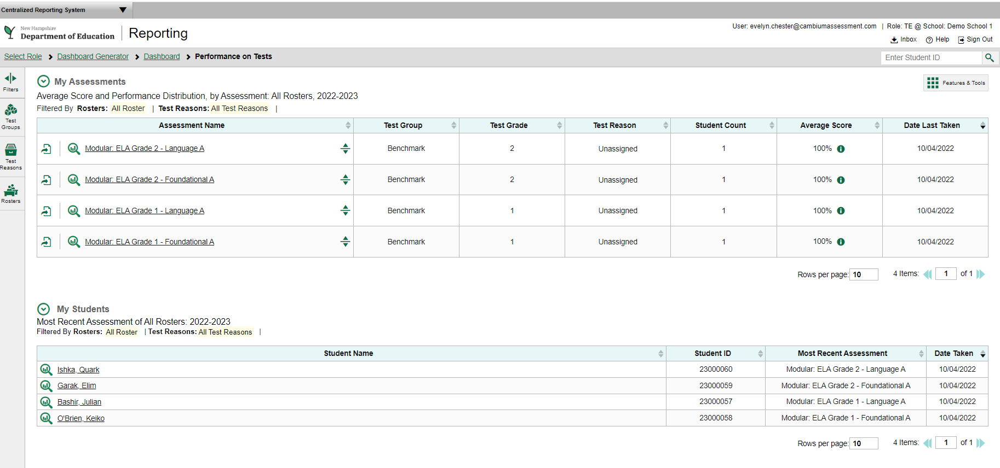 Centralized Reporting System
New Hampshire
Department of Education
Reporting
User: evelyn.chester@cambiumassessment.com | Role: TE @ School: Demo School 1
Inbox Help Sign Out
Select Role Dashboard Generator Dashboard Performance on Tests
Enter Student ID
Filters
Test
Groups
Test
Reasons
Rosters
My Assessments
Features & Tools
Average Score and Performance Distribution, by Assessment: All Rosters, 2022-2023
Filtered By Rosters: All Roster | Test Reasons: All Test Reasons |
Assessment Name Test Group Test Grade Test Reason Student Count Average Score Date Last Taken
Modular: ELA Grade 2 - Language A Benchmark 2 Unassigned 1 100% 10/04/2022
Modular: ELA Grade 2 - Foundational A Benchmark 2 Unassigned 1 100% 10/04/2022
Modular: ELA Grade 1 - Language A Benchmark 1 Unassigned 1 100% 10/04/2022
Modular: ELA Grade 1 - Foundational A Benchmark 1 Unassigned 1 100% 10/04/2022
Rows per page: 10 4 Items: 1 of 1
My Students
Most Recent Assessment of All Rosters: 2022-2023
Filtered By Rosters: All Roster | Test Reasons: All Test Reasons |
Student Name Student ID Most Recent Assessment Date Taken
Ishka, Quark 23000060 Modular: ELA Grade 2 - Language A 10/04/2022
Garak, Elim 23000059 Modular: ELA Grade 2 - Foundational A 10/04/2022
Bashir, Julian 23000057 Modular: ELA Grade 1 - Language A 10/04/2022
O'Brien, Keiko 23000058 Modular: ELA Grade 1 - Foundational A 10/04/2022
Rows per page: 10 4 Items: 1 of 1